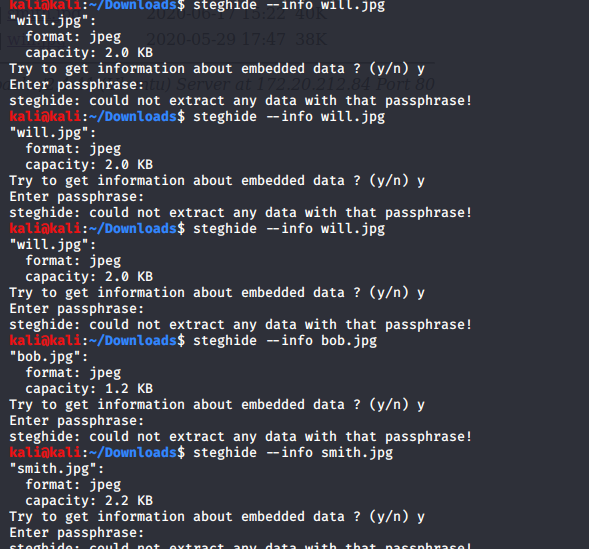 kali@kali:~/Downloads$ steghide --info will.jpg
"will.jpg":
  format: jpeg
  capacity: 2.0 KB
Try to get information about embedded data ? (y/n) y
Enter passphrase:
steghide: could not extract any data with that passphrase!
kali@kali:~/Downloads$ steghide --info will.jpg
"will.jpg":
  format: jpeg
  capacity: 2.0 KB
Try to get information about embedded data ? (y/n) y
Enter passphrase:
steghide: could not extract any data with that passphrase!
kali@kali:~/Downloads$ steghide --info will.jpg
"will.jpg":
  format: jpeg
  capacity: 2.0 KB
Try to get information about embedded data ? (y/n) y
Enter passphrase:
steghide: could not extract any data with that passphrase!
kali@kali:~/Downloads$ steghide --info bob.jpg
"bob.jpg":
  format: jpeg
  capacity: 1.2 KB
Try to get information about embedded data ? (y/n) y
Enter passphrase:
steghide: could not extract any data with that passphrase!
kali@kali:~/Downloads$ steghide --info smith.jpg
"smith.jpg":
  format: jpeg
  capacity: 2.2 KB
Try to get information about embedded data ? (y/n) y
Enter passphrase:
steghide: could not extract any data with that passphrase!
2020-06-17 15:22
2020-05-29 17:47 38K
Server at 172.20.212.84 Port 80